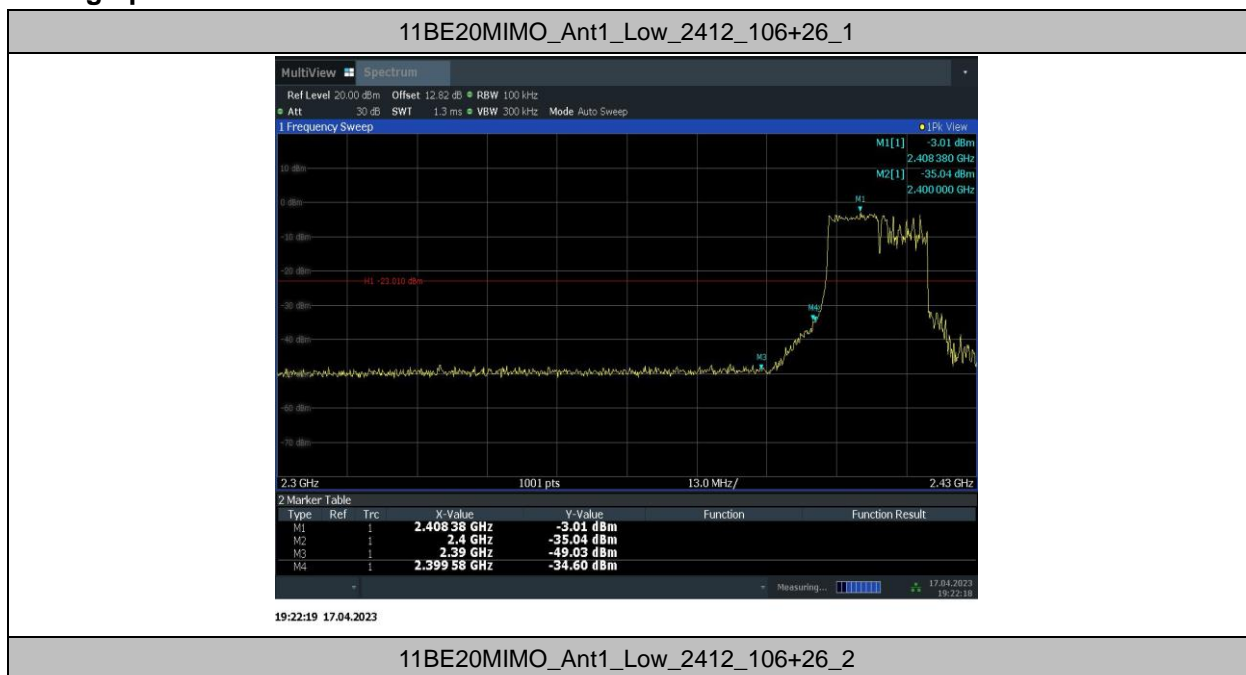 11BE20MIMO_Ant1_Low_2412_106+26_1
MultiView Spectrum
Ref Level 20.00 dBm Offset 12.82 dB RBW 100 kHz
Att 30 dB SWT 1.3 ms VBW 300 kHz Mode Auto Sweep
1 Frequency Sweep 1Pk View
M1[1] -3.01 dBm
2.408 380 GHz
M2[1] -35.04 dBm
2.400 000 GHz
10 dBm
0 dBm
M1
-10 dBm
-20 dBm
H1 -23.010 dBm
-30 dBm
M4
-40 dBm
M3
-60 dBm
-70 dBm
2.3 GHz 1001 pts 13.0 MHz/ 2.43 GHz
2 Marker Table
Type Ref Trc X-Value Y-Value Function Function Result
M1 1 2.408 38 GHz -3.01 dBm
M2 1 2.4 GHz -35.04 dBm
M3 1 2.39 GHz -49.03 dBm
M4 1 2.399 58 GHz -34.60 dBm
Measuring... 17.04.2023
19:22:18
19:22:19 17.04.2023
11BE20MIMO_Ant1_Low_2412_106+26_2